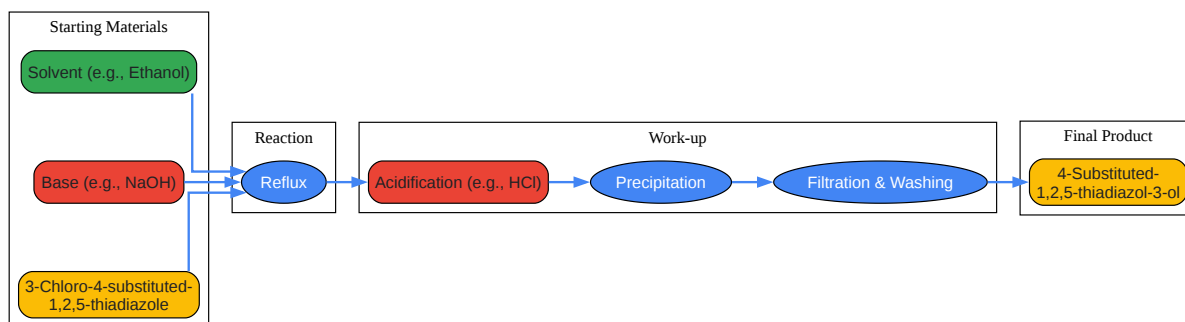 Starting Materials
Solvent (e.g., Ethanol)
Base (e.g., NaOH)
3-Chloro-4-substituted-
1,2,5-thiadiazole
Reaction
Reflux
Work-up
Acidification (e.g., HCl)
Precipitation
Filtration & Washing
Final Product
4-Substituted-
1,2,5-thiadiazol-3-ol